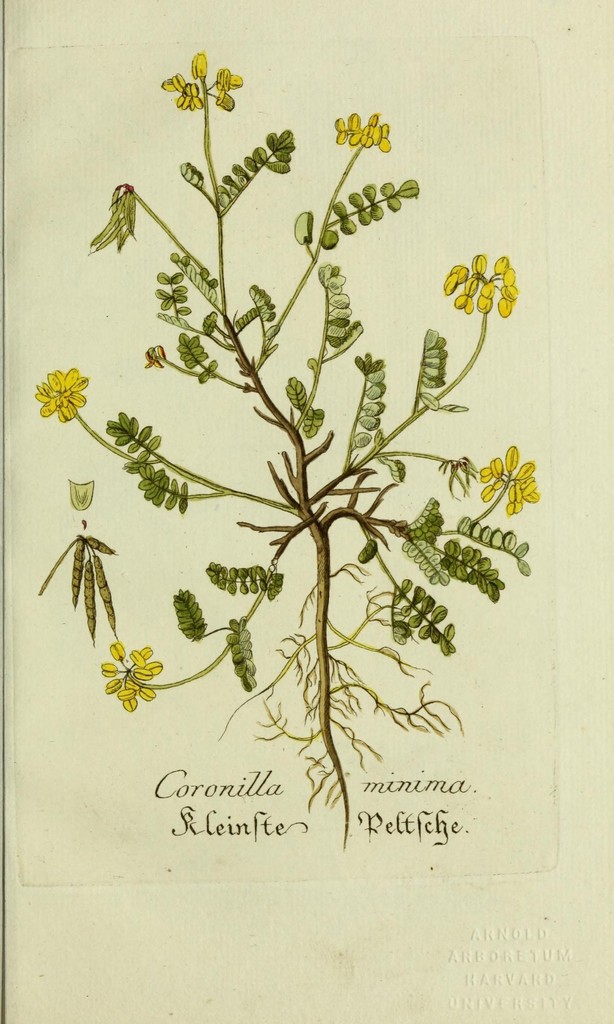 Coronilla minima.
Kleinſte Peltſche.
ARNOLD
ARBORETUM
HARVARD
UNIVERSITY